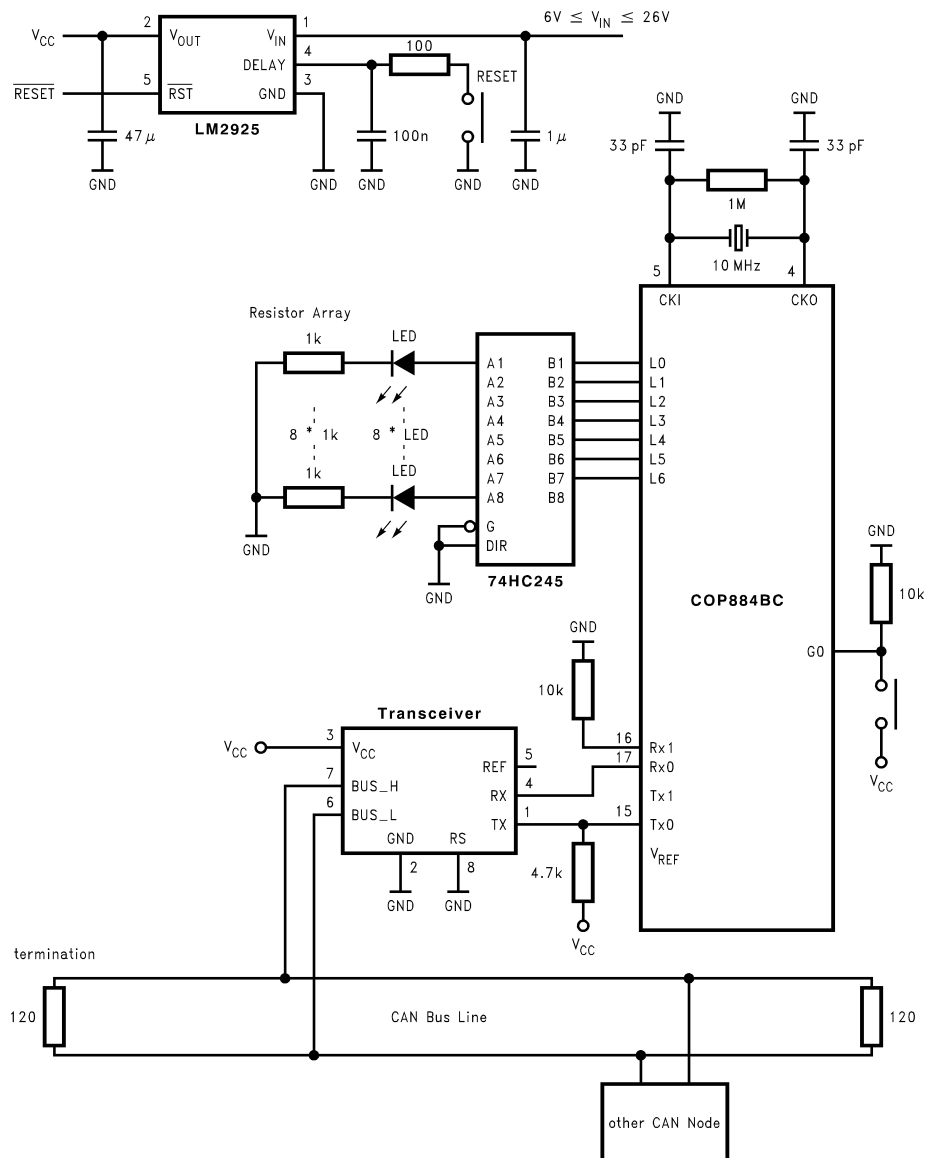 V_CC
2
V_OUT
V_IN
1
6V ≤ V_IN ≤ 26V
DELAY
4
100
RESET
R̅E̅S̅E̅T̅
5
R̅S̅T̅
GND
3
LM2925
47μ
100n
1μ
GND
GND
GND
GND
GND
GND
GND
33 pF
33 pF
1M
10 MHz
5
4
CKI
CKO
Resistor Array
1k
LED
8 * 1k
8 * LED
1k
LED
GND
A1
A2
A3
A4
A5
A6
A7
A8
G
DIR
B1
B2
B3
B4
B5
B6
B7
B8
74HC245
GND
L0
L1
L2
L3
L4
L5
L6
COP884BC
GND
10k
G0
V_CC
GND
10k
16
Rx1
17
Rx0
Tx1
15
Tx0
V_REF
Transceiver
V_CC
3
V_CC
7
BUS_H
6
BUS_L
REF
5
RX
4
TX
1
GND
RS
2
8
GND
GND
4.7k
V_CC
termination
120
CAN Bus Line
120
other CAN Node